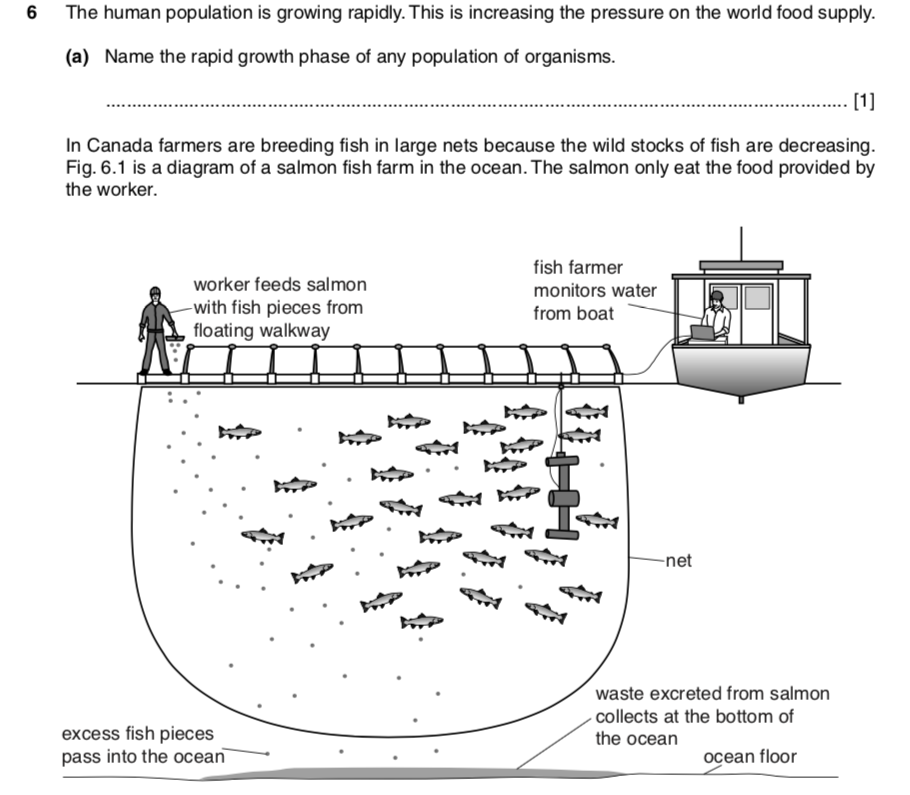 6 The human population is growing rapidly. This is increasing the pressure on the world food supply.
(a) Name the rapid growth phase of any population of organisms.
.......................................................................................................................................... [1]
In Canada farmers are breeding fish in large nets because the wild stocks of fish are decreasing.
Fig. 6.1 is a diagram of a salmon fish farm in the ocean. The salmon only eat the food provided by
the worker.
worker feeds salmon
with fish pieces from
floating walkway
fish farmer
monitors water
from boat
net
waste excreted from salmon
collects at the bottom of
the ocean
excess fish pieces
pass into the ocean
ocean floor